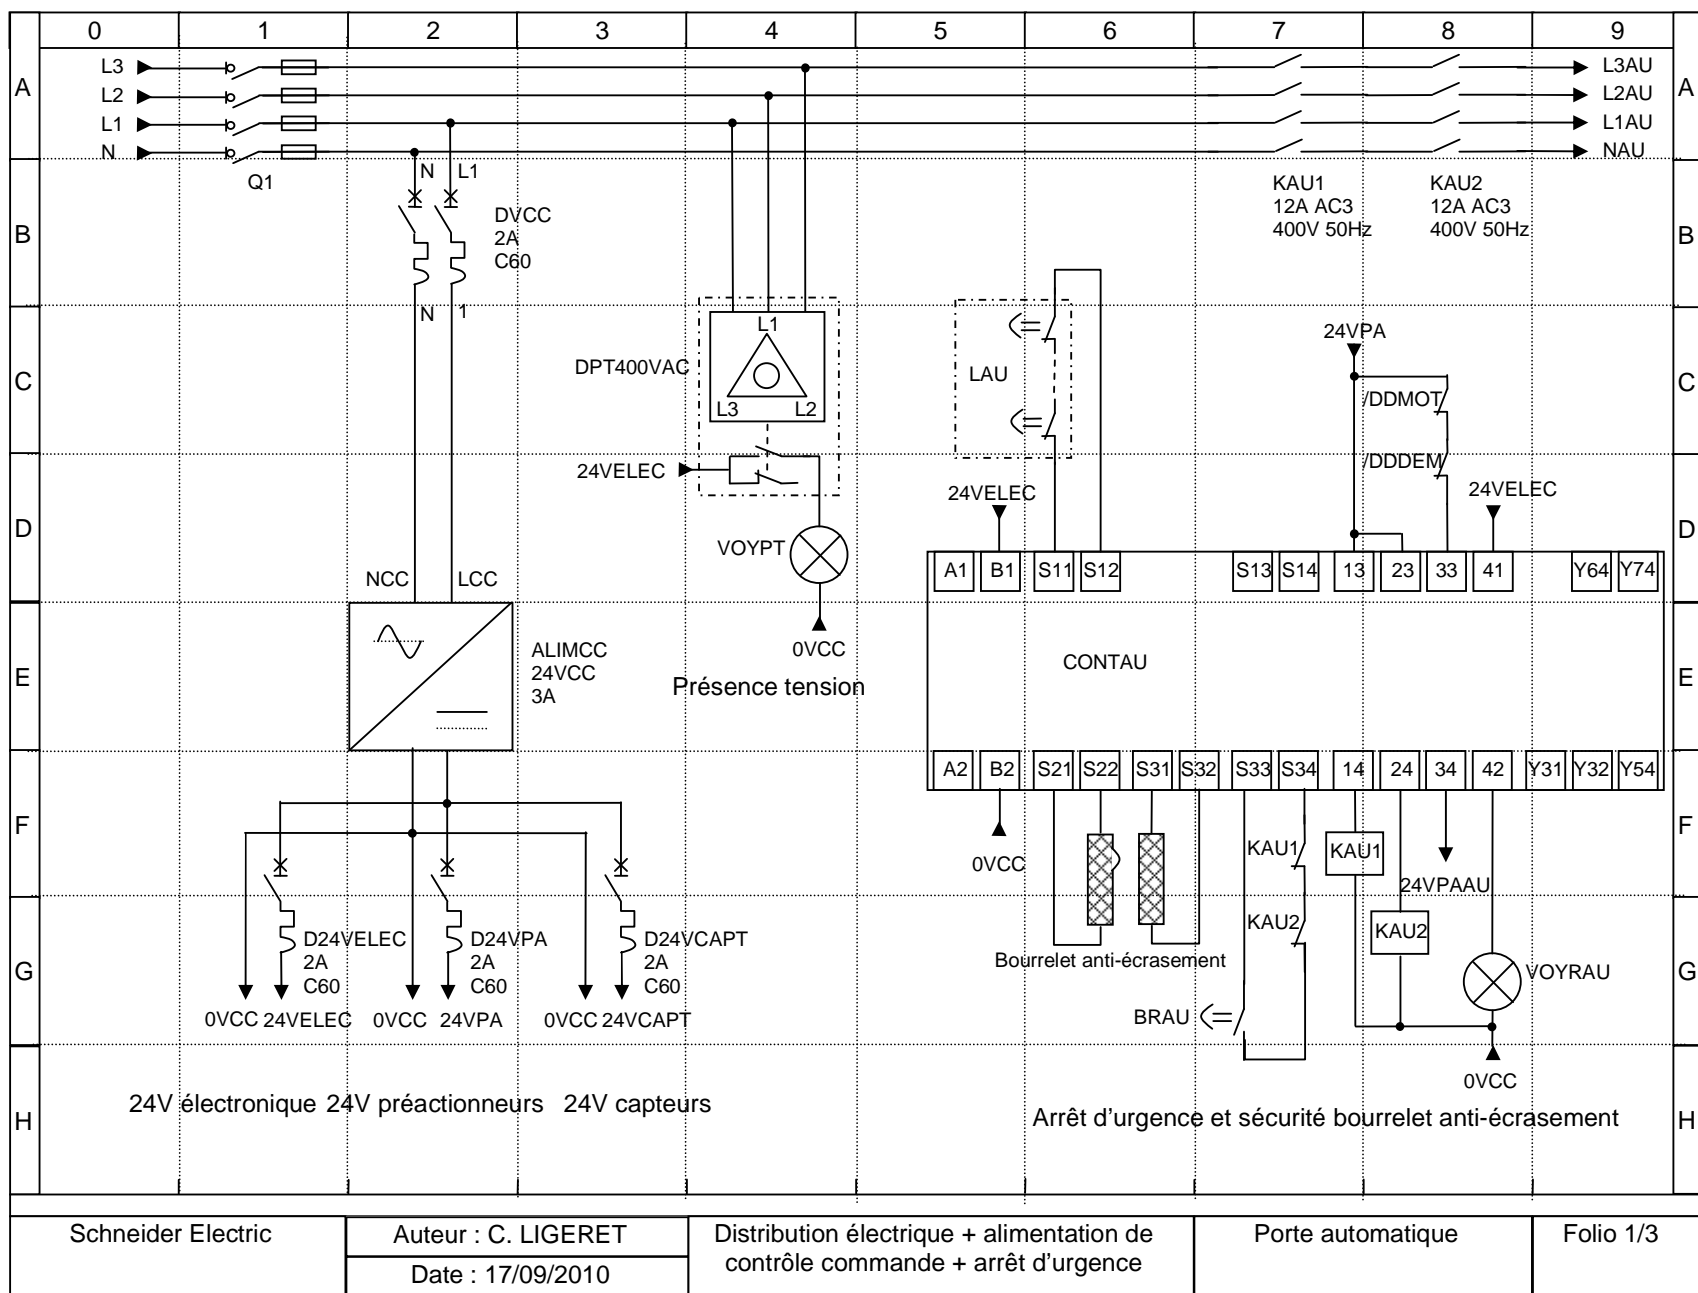 0 1 2 3 4 5 6 7 8 9
A L3 L3AU A
L2 L2AU
L1 L1AU
N NAU
Q1
N L1
KAU1
12A AC3
400V 50Hz
KAU2
12A AC3
400V 50Hz
B B
DVCC
2A
C60
N 1
C C
L1
L3 L2
DPT400VAC
LAU
24VPA
/DDMOT
/DDDEM
24VELEC
24VELEC
24VELEC
D D
VOYPT
NCC LCC
A1 B1 S11 S12 S13 S14 13 23 33 41 Y64 Y74
0VCC
E E
ALIMCC
24VCC
3A
Présence tension
CONTAU
A2 B2 S21 S22 S31 S32 S33 S34 14 24 34 42 Y31 Y32 Y54
F F
0VCC
KAU1
KAU1
24VPAAU
KAU2
KAU2
Bourrelet anti-écrasement
G G
D24VELEC
2A
C60
D24VPA
2A
C60
D24VCAPT
2A
C60
VOYRAU
BRAU
0VCC 24VELEC 0VCC 24VPA 0VCC 24VCAPT
0VCC
H H
24V électronique 24V préactionneurs 24V capteurs
Arrêt d'urgence et sécurité bourrelet anti-écrasement
Schneider Electric
Auteur : C. LIGERET
Date : 17/09/2010
Distribution électrique + alimentation de
contrôle commande + arrêt d'urgence
Porte automatique
Folio 1/3